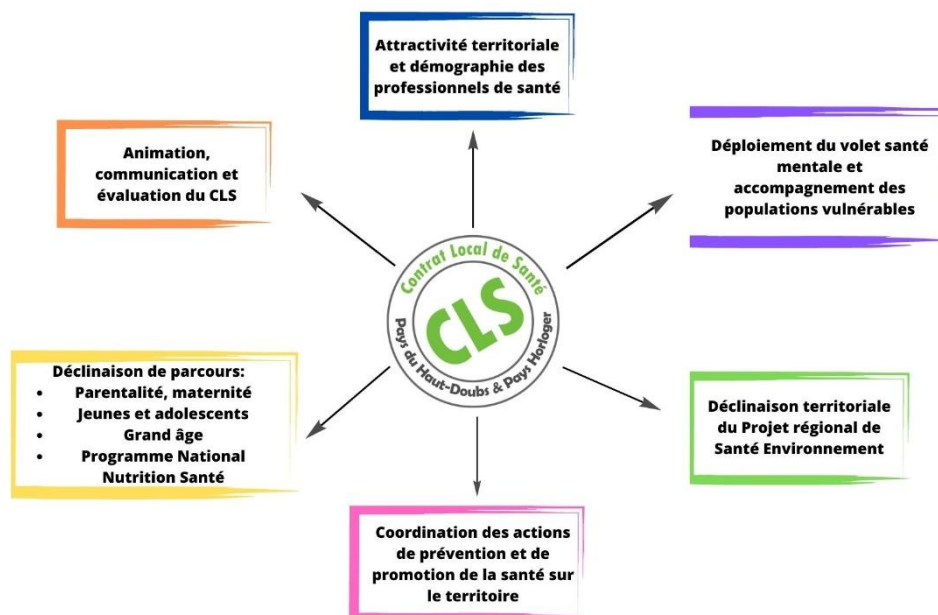 Attractivité territoriale
et démographie des
professionnels de santé
Animation,
communication et
évaluation du CLS
Déploiement du volet santé
mentale et
accompagnement des
populations vulnérables
Contrat Local de Santé
CLS
Pays du Haut-Doubs & Pays Horloger
Déclinaison de parcours:
• Parentalité, maternité
• Jeunes et adolescents
• Grand âge
• Programme National
Nutrition Santé
Déclinaison territoriale
du Projet régional de
Santé Environnement
Coordination des actions
de prévention et de
promotion de la santé sur
le territoire